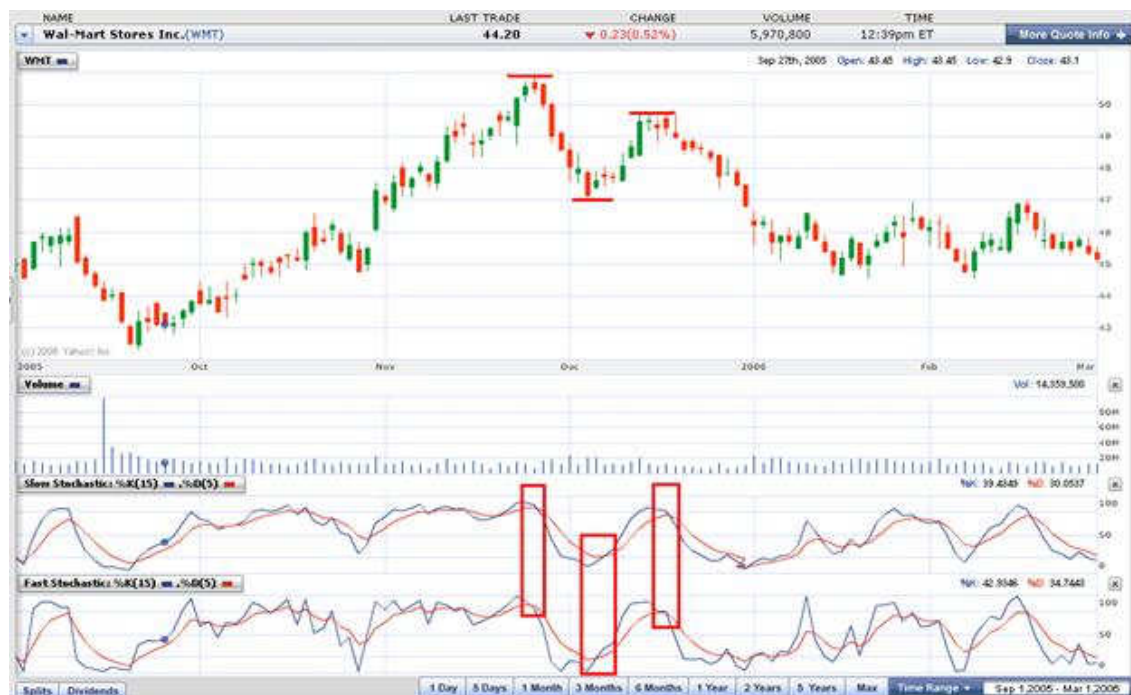 NAME LAST TRADE CHANGE VOLUME TIME
Wal-Mart Stores Inc.(WMT) 44.20 ▼ 0.23(0.52%) 5,970,800 12:39pm ET More Quote Info
WMT Sep 27th, 2005 Open: 43.45 High: 43.45 Low: 42.9 Close: 43.1
50
49
48
47
46
45
44
43
(c) 2006 Yahoo! Inc
2005 Oct Nov Dec 2006 Feb Mar
Volume Vol: 14,359,500
80M
60M
40M
20M
Slow Stochastic: %K(15) , %D(5) %K: 39.4349 %D: 30.0537
100
50
0
Fast Stochastic: %K(15) , %D(5) %K: 42.9346 %D: 34.7443
100
50
0
Splits Dividends 1 Day 5 Days 1 Month 3 Months 6 Months 1 Year 2 Years 5 Years Max Time Range Sep 1,2005 - Mar 1,2006